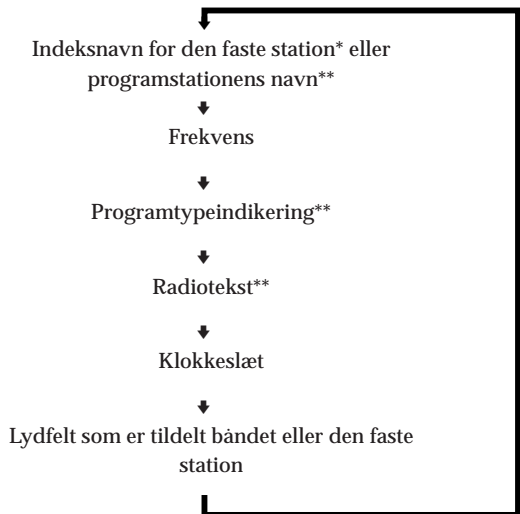 Indeksnavn for den faste station* eller
programstationens navn**
Frekvens
Programtypeindikering**
Radiotekst**
Klokkeslæt
Lydfelt som er tildelt båndet eller den faste
station